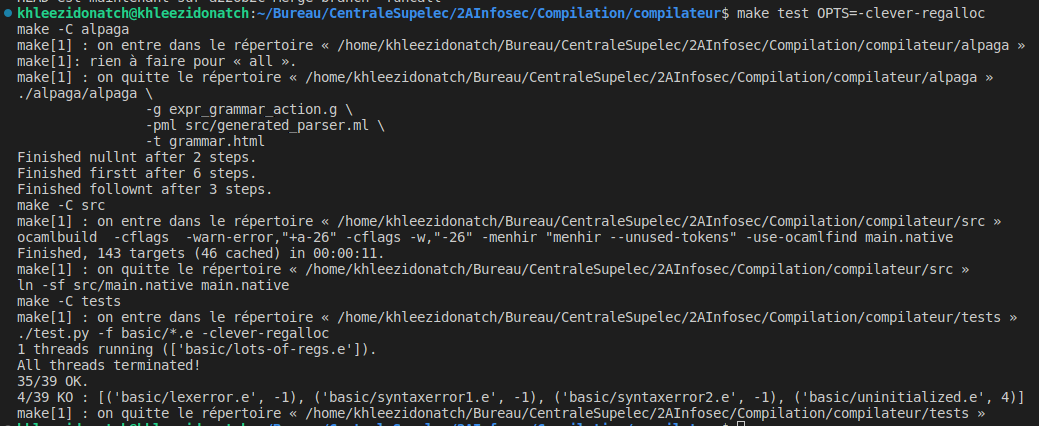 khleezidonatch@khleezidonatch:~/Bureau/CentraleSupelec/2AInfosec/Compilation/compilateur$ make test OPTS=-clever-regalloc
make -C alpaga
make[1] : on entre dans le répertoire « /home/khleezidonatch/Bureau/CentraleSupelec/2AInfosec/Compilation/compilateur/alpaga »
make[1]: rien à faire pour « all ».
make[1] : on quitte le répertoire « /home/khleezidonatch/Bureau/CentraleSupelec/2AInfosec/Compilation/compilateur/alpaga »
./alpaga/alpaga \
-g expr_grammar_action.g \
-pml src/generated_parser.ml \
-t grammar.html
Finished nullnt after 2 steps.
Finished firstt after 6 steps.
Finished follownt after 3 steps.
make -C src
make[1] : on entre dans le répertoire « /home/khleezidonatch/Bureau/CentraleSupelec/2AInfosec/Compilation/compilateur/src »
ocamlbuild  -cflags  -warn-error,"+a-26" -cflags -w,"-26" -menhir "menhir --unused-tokens" -use-ocamlfind main.native
Finished, 143 targets (46 cached) in 00:00:11.
make[1] : on quitte le répertoire « /home/khleezidonatch/Bureau/CentraleSupelec/2AInfosec/Compilation/compilateur/src »
ln -sf src/main.native main.native
make -C tests
make[1] : on entre dans le répertoire « /home/khleezidonatch/Bureau/CentraleSupelec/2AInfosec/Compilation/compilateur/tests »
./test.py -f basic/*.e -clever-regalloc
1 threads running (['basic/lots-of-regs.e']).
All threads terminated!
35/39 OK.
4/39 KO : [('basic/lexerror.e', -1), ('basic/syntaxerror1.e', -1), ('basic/syntaxerror2.e', -1), ('basic/uninitialized.e', 4)]
make[1] : on quitte le répertoire « /home/khleezidonatch/Bureau/CentraleSupelec/2AInfosec/Compilation/compilateur/tests »